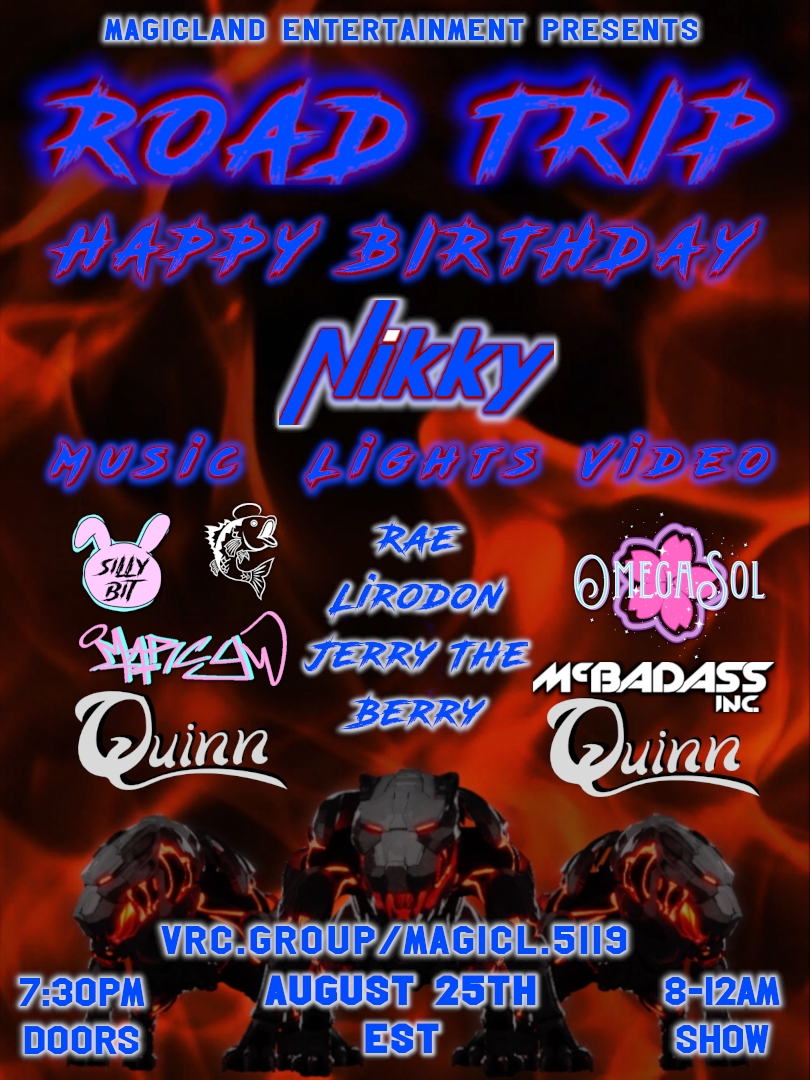 MAGICLAND ENTERTAINMENT PRESENTS
ROAD TRIP
HAPPY BIRTHDAY
Nikky
MUSIC LIGHTS VIDEO
SILLY
BIT
MARCYW
QUINN
RAE
LIRODON
JERRY THE
BERRY
OMEGASOL
McBADASS
INC.
QUINN
VRC.GROUP/MAGICL.5119
7:30PM
DOORS
AUGUST 25TH
EST
8-12AM
SHOW